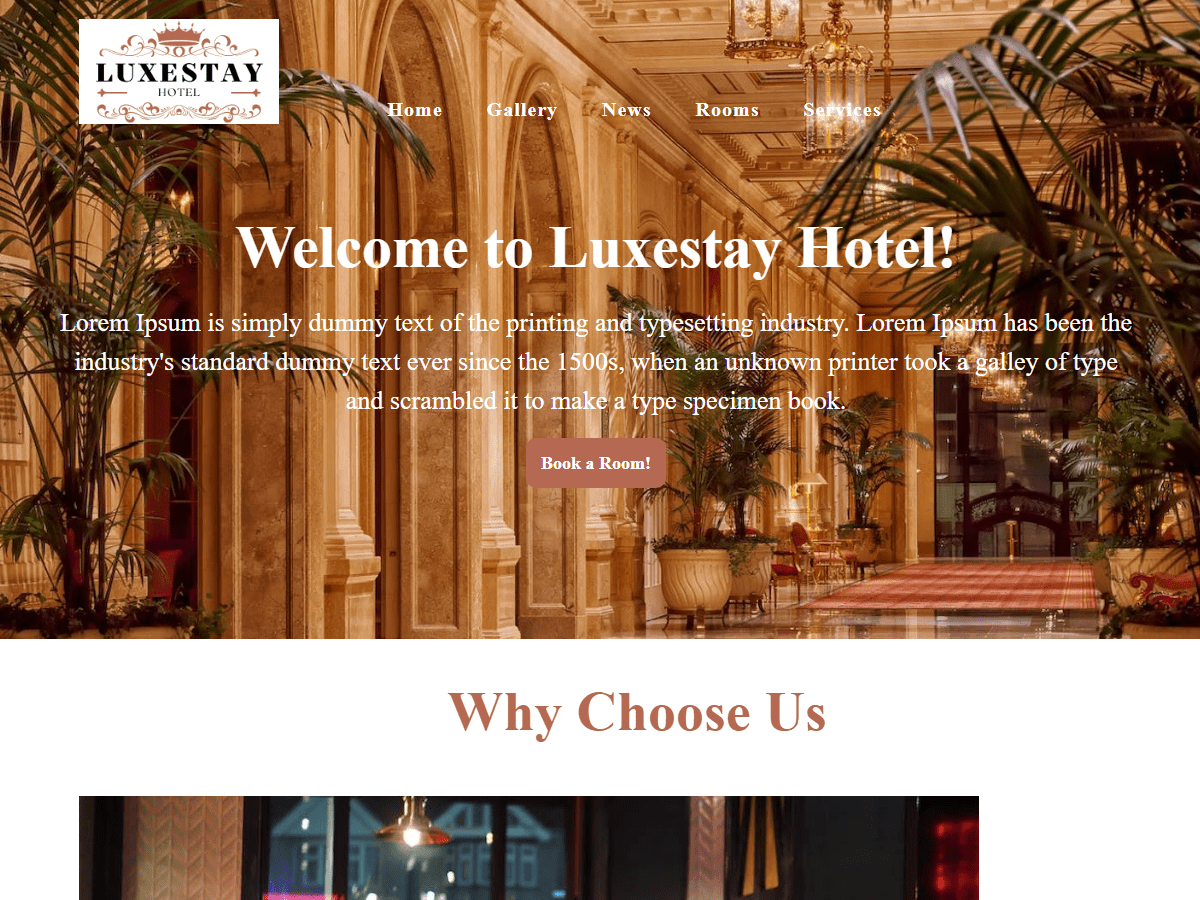 LUXESTAY
HOTEL
Home Gallery News Rooms Services
Welcome to Luxestay Hotel!
Lorem Ipsum is simply dummy text of the printing and typesetting industry. Lorem Ipsum has been the
industry's standard dummy text ever since the 1500s, when an unknown printer took a galley of type
and scrambled it to make a type specimen book.
Book a Room!
Why Choose Us